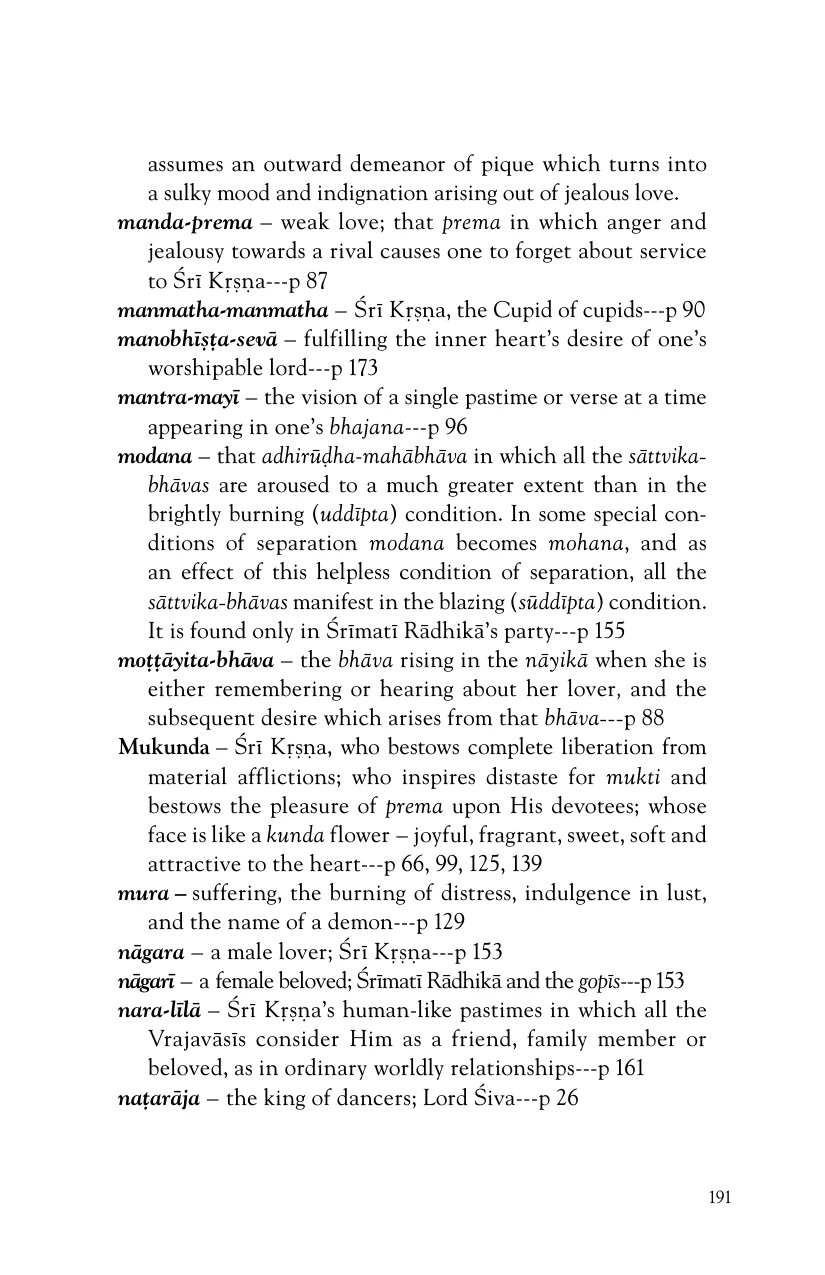 assumes an outward demeanor of pique which turns into
a sulky mood and indignation arising out of jealous love.
manda-prema – weak love; that prema in which anger and
jealousy towards a rival causes one to forget about service
to Śrī Kṛṣṇa---p 87
manmatha-manmatha – Śrī Kṛṣṇa, the Cupid of cupids---p 90
manobhīṣṭa-sevā – fulfilling the inner heart’s desire of one’s
worshipable lord---p 173
mantra-mayī – the vision of a single pastime or verse at a time
appearing in one’s bhajana---p 96
modana – that adhirūḍha-mahābhāva in which all the sāttvika-
bhāvas are aroused to a much greater extent than in the
brightly burning (uddīpta) condition. In some special con-
ditions of separation modana becomes mohana, and as
an effect of this helpless condition of separation, all the
sāttvika-bhāvas manifest in the blazing (sūddīpta) condition.
It is found only in Śrīmatī Rādhikā’s party---p 155
moṭṭāyita-bhāva – the bhāva rising in the nāyikā when she is
either remembering or hearing about her lover, and the
subsequent desire which arises from that bhāva---p 88
Mukunda – Śrī Kṛṣṇa, who bestows complete liberation from
material afflictions; who inspires distaste for mukti and
bestows the pleasure of prema upon His devotees; whose
face is like a kunda flower – joyful, fragrant, sweet, soft and
attractive to the heart---p 66, 99, 125, 139
mura – suffering, the burning of distress, indulgence in lust,
and the name of a demon---p 129
nāgara – a male lover; Śrī Kṛṣṇa---p 153
nāgarī – a female beloved; Śrīmatī Rādhikā and the gopīs---p 153
nara-līlā – Śrī Kṛṣṇa’s human-like pastimes in which all the
Vrajavāsīs consider Him as a friend, family member or
beloved, as in ordinary worldly relationships---p 161
naṭarāja – the king of dancers; Lord Śiva---p 26
191